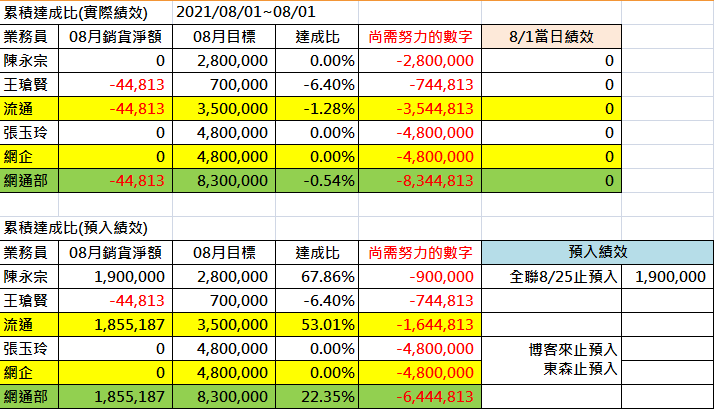 累積達成比(實際績效) 2021/08/01~08/01
業務員 08月銷貨淨額 08月目標 達成比 尚需努力的數字 8/1當日績效
陳永宗 0 2,800,000 0.00% -2,800,000 0
王瑲賢 -44,813 700,000 -6.40% -744,813 0
流通 -44,813 3,500,000 -1.28% -3,544,813 0
張玉玲 0 4,800,000 0.00% -4,800,000 0
網企 0 4,800,000 0.00% -4,800,000 0
網通部 -44,813 8,300,000 -0.54% -8,344,813 0
累積達成比(預入績效)
業務員 08月銷貨淨額 08月目標 達成比 尚需努力的數字 預入績效
陳永宗 1,900,000 2,800,000 67.86% -900,000 全聯8/25止預入 1,900,000
王瑲賢 -44,813 700,000 -6.40% -744,813
流通 1,855,187 3,500,000 53.01% -1,644,813
張玉玲 0 4,800,000 0.00% -4,800,000 博客來止預入
網企 0 4,800,000 0.00% -4,800,000 東森止預入
網通部 1,855,187 8,300,000 22.35% -6,444,813